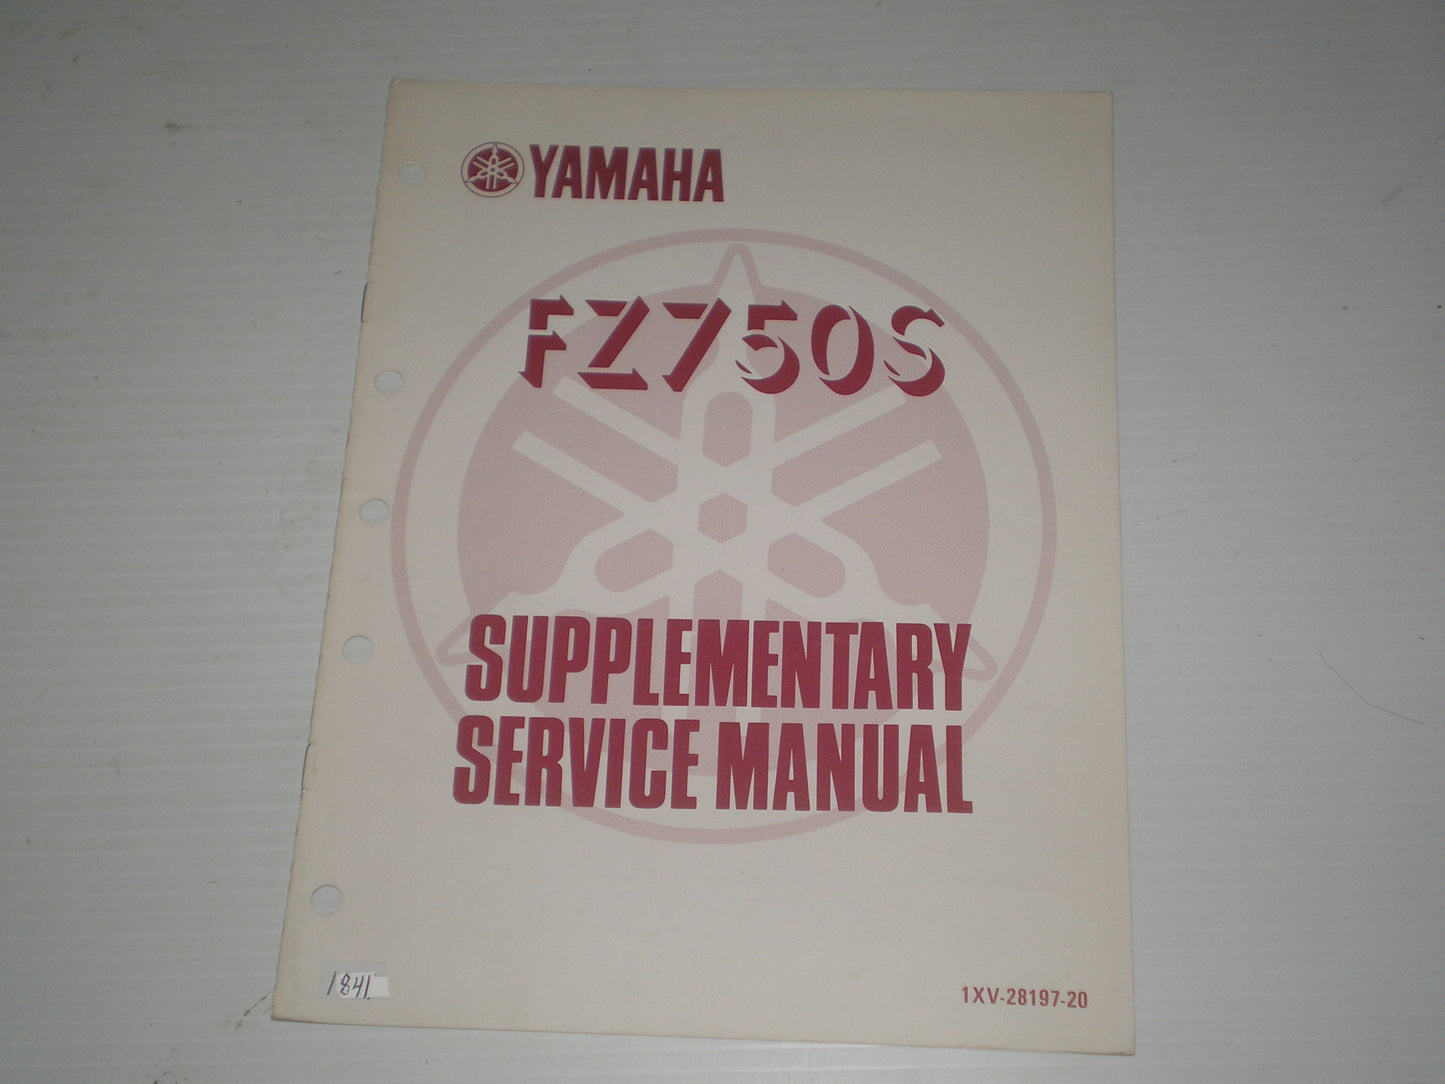 YAMAHA
FZ750S
SUPPLEMENTARY
SERVICE MANUAL
1841.
1XV-28197-20